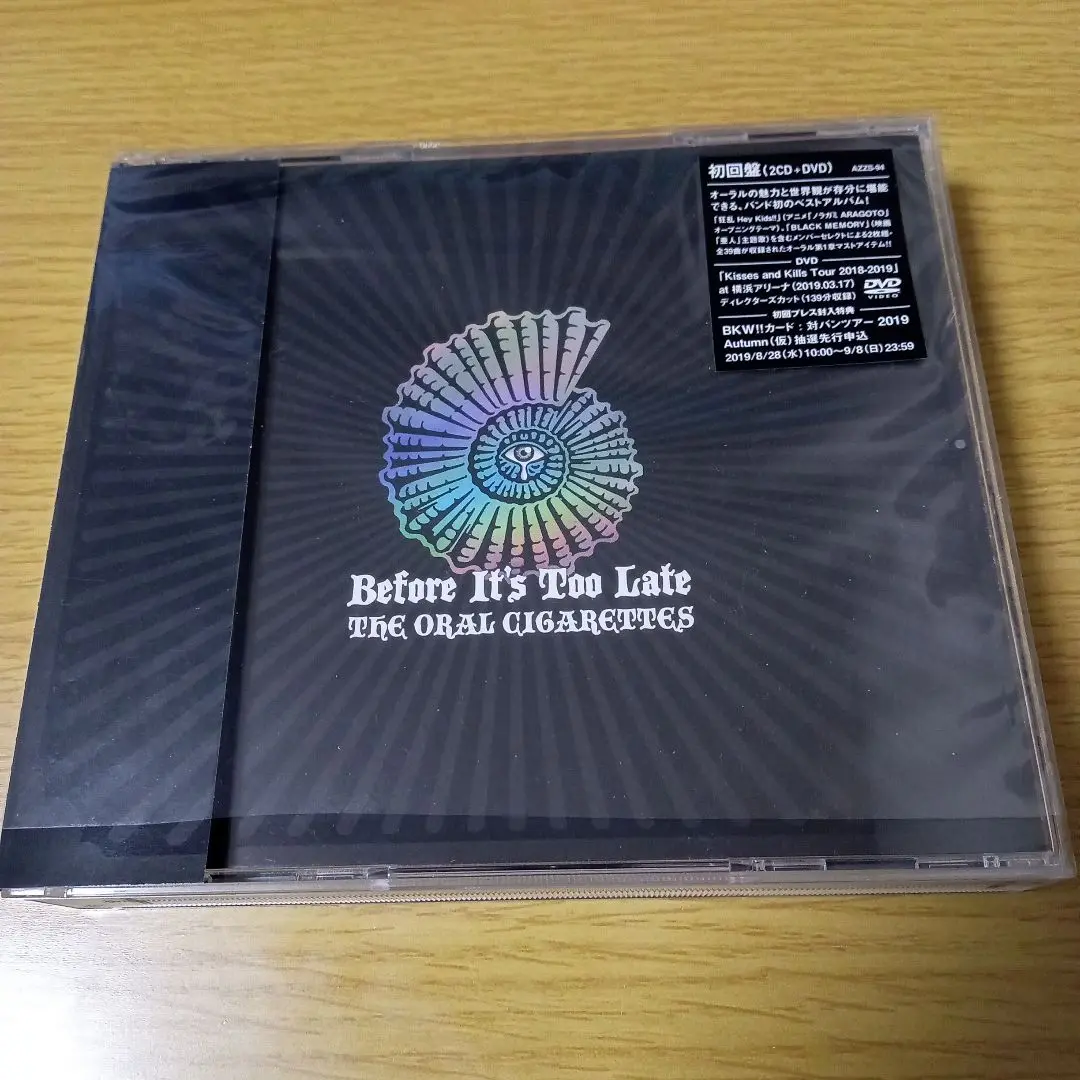 初回盤(2CD+DVD) AZZS-94
オーラルの魅力と世界観が存分に堪能
できる、バンド初のベストアルバム!
「狂乱 Hey Kids!!」(アニメ『ノラガミ ARAGOTO』
オープニングテーマ)、「BLACK MEMORY」(映画
『亜人』主題歌)を含むメンバーセレクトによる2枚組・
全39曲が収録されたオーラル第1章マストアイテム!!
DVD
「Kisses and Kills Tour 2018-2019」
at 横浜アリーナ(2019.03.17)
ディレクターズカット(139分収録)
DVD
VIDEO
初回プレス封入特典
BKW!!カード:対バンツアー 2019
Autumn(仮)抽選先行申込
2019/8/28(水)10:00〜9/8(日)23:59
Before It's Too Late
THE ORAL CIGARETTES